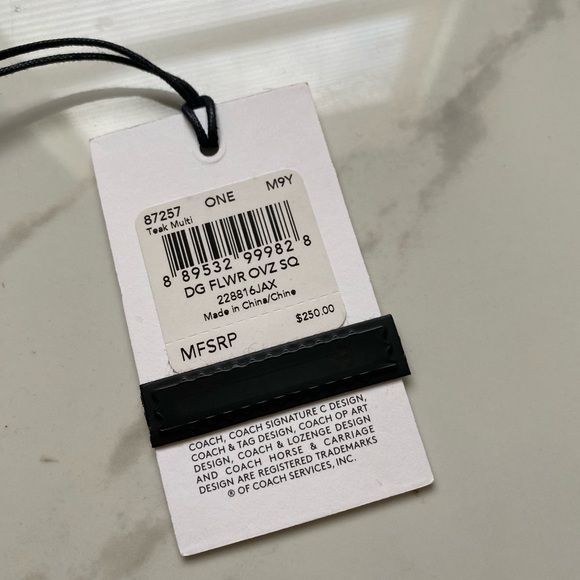 87257 ONE M9Y
Teak Multi
8 89532 99982 8
DG FLWR OVZ SQ
228816JAX
Made in China/Chine
MFSRP $250.00
COACH, COACH SIGNATURE C DESIGN,
COACH & TAG DESIGN, COACH OP ART
DESIGN, COACH & LOZENGE DESIGN
AND COACH HORSE & CARRIAGE
DESIGN ARE REGISTERED TRADEMARKS
® OF COACH SERVICES, INC.